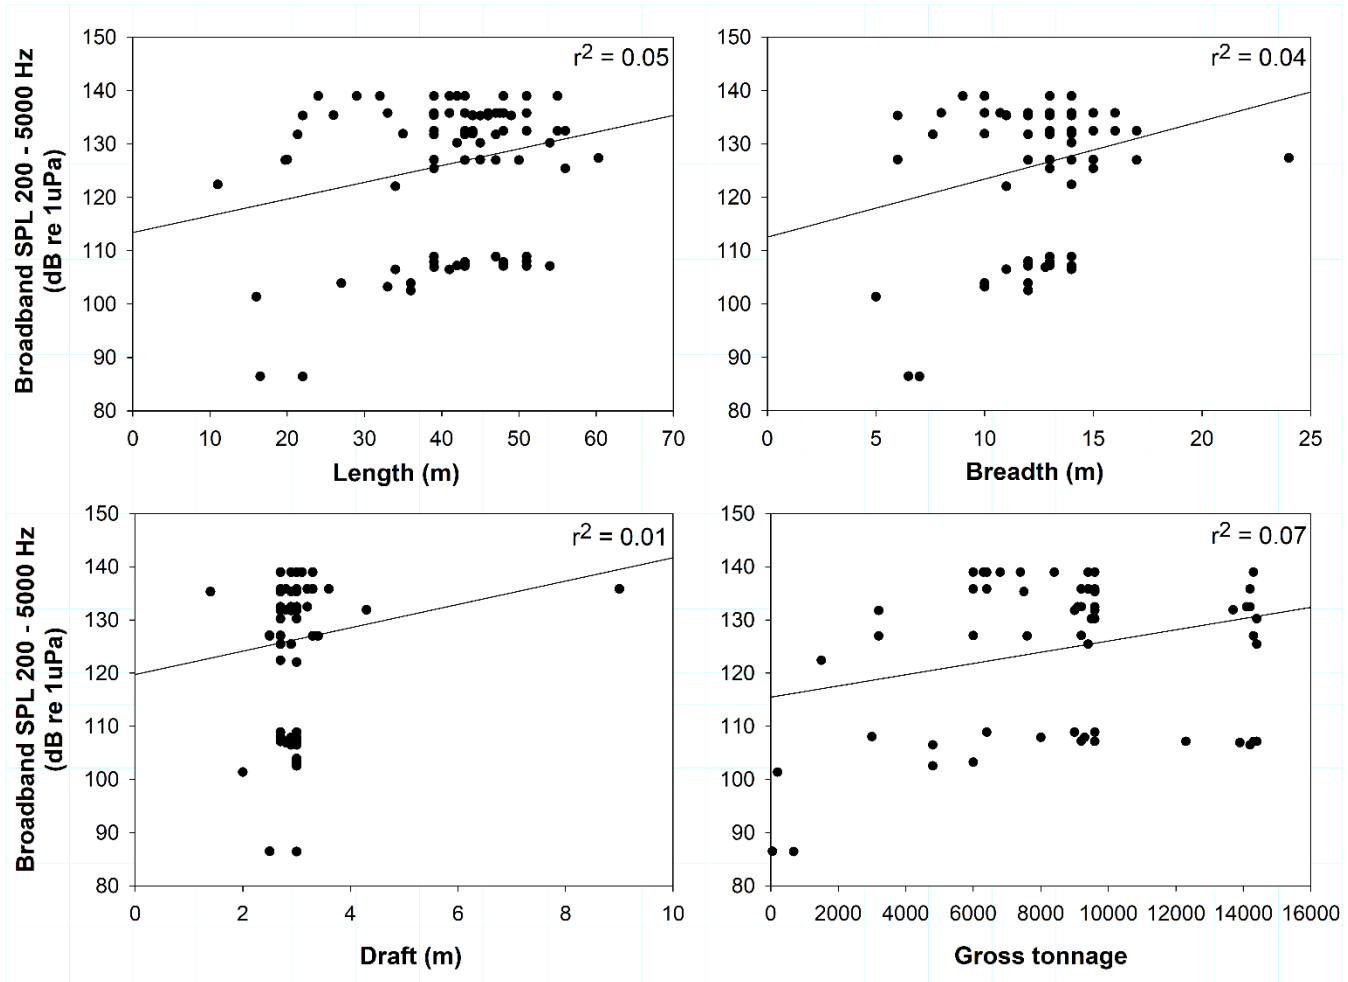 Broadband SPL 200 - 5000 Hz
(dB re 1uPa)
150
140
130
120
110
100
90
80
r2 = 0.05
0 10 20 30 40 50 60 70
Length (m)
150
140
130
120
110
100
90
80
r2 = 0.04
0 5 10 15 20 25
Breadth (m)
Broadband SPL 200 - 5000 Hz
(dB re 1uPa)
150
140
130
120
110
100
90
80
r2 = 0.01
0 2 4 6 8 10
Draft (m)
150
140
130
120
110
100
90
80
r2 = 0.07
0 2000 4000 6000 8000 10000 12000 14000 16000
Gross tonnage